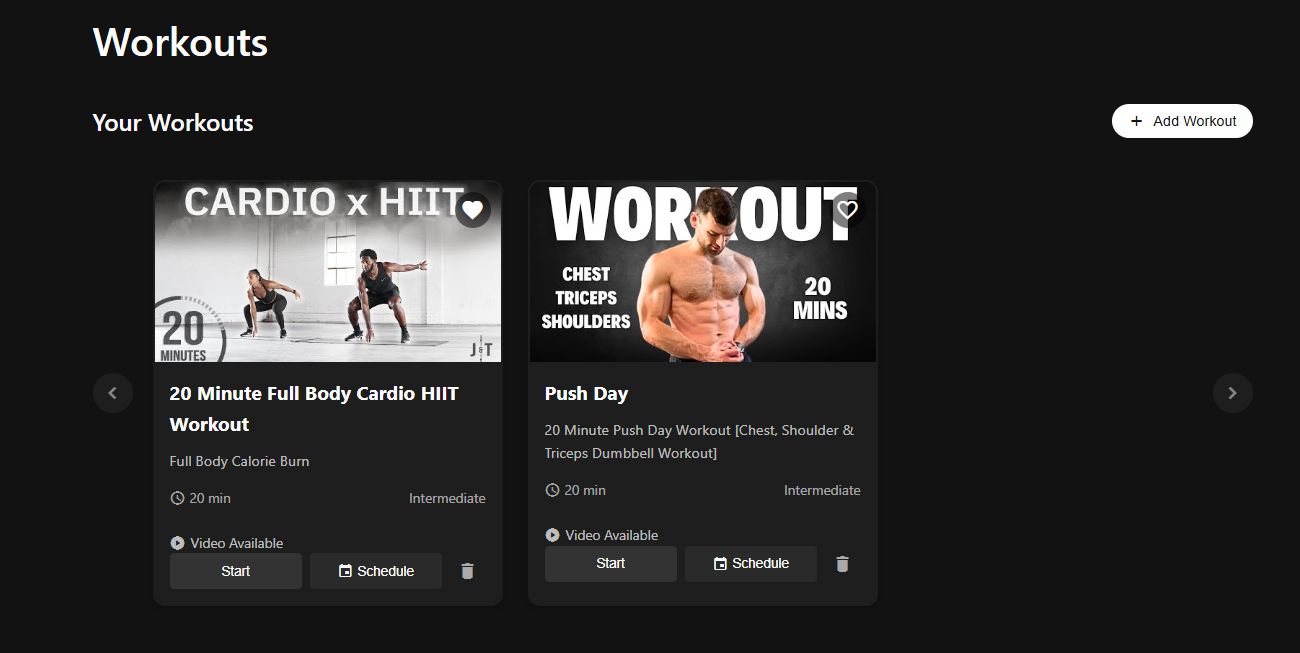 Workouts
Your Workouts
+ Add Workout
CARDIO x HIIT
20
MINUTES
WORKOUT
CHEST
TRICEPS
SHOULDERS
20
MINS
20 Minute Full Body Cardio HIIT
Workout
Full Body Calorie Burn
20 min
Intermediate
Video Available
Start
Schedule
Push Day
20 Minute Push Day Workout [Chest, Shoulder &
Triceps Dumbbell Workout]
20 min
Intermediate
Video Available
Start
Schedule